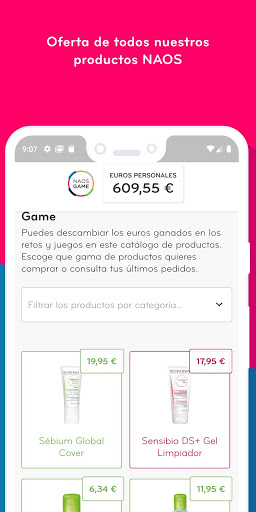 Oferta de todos nuestros
productos NAOS
9:07
NAOS
GAME
EUROS PERSONALES
609,55 €
Game
Puedes descambiar los euros ganados en los
retos y juegos en este catálogo de productos.
Escoge que gama de productos quieres
comprar o consulta tus últimos pedidos.
Filtrar los productos por categoría...
19,95 €
17,95 €
Sébium Global
Cover
Sensibio DS+ Gel
Limpiador
6,34 €
11,95 €